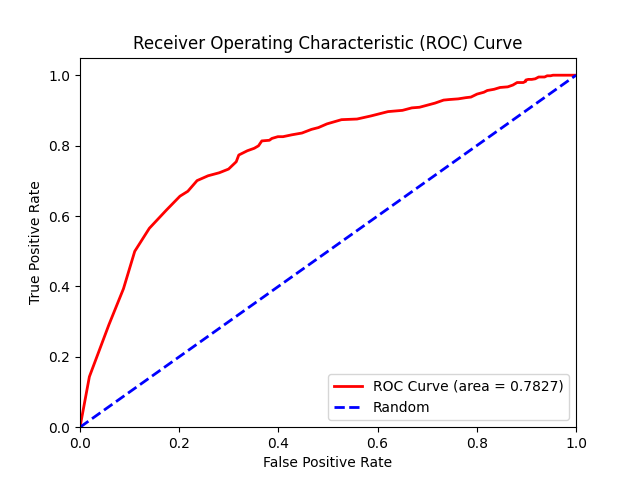 Receiver Operating Characteristic (ROC) Curve
1.0
0.8
0.6
0.4
0.2
0.0
True Positive Rate
ROC Curve (area = 0.7827)
Random
0.0 0.2 0.4 0.6 0.8 1.0
False Positive Rate